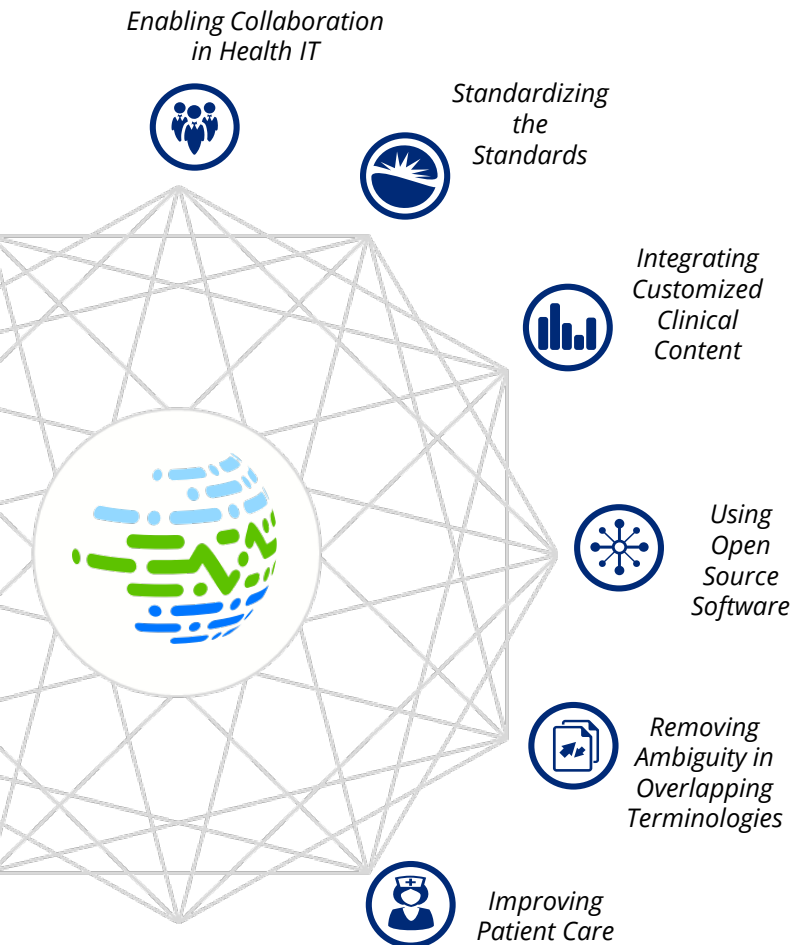 Enabling Collaboration
in Health IT
Standardizing
the
Standards
Integrating
Customized
Clinical
Content
Using
Open
Source
Software
Removing
Ambiguity in
Overlapping
Terminologies
Improving
Patient Care